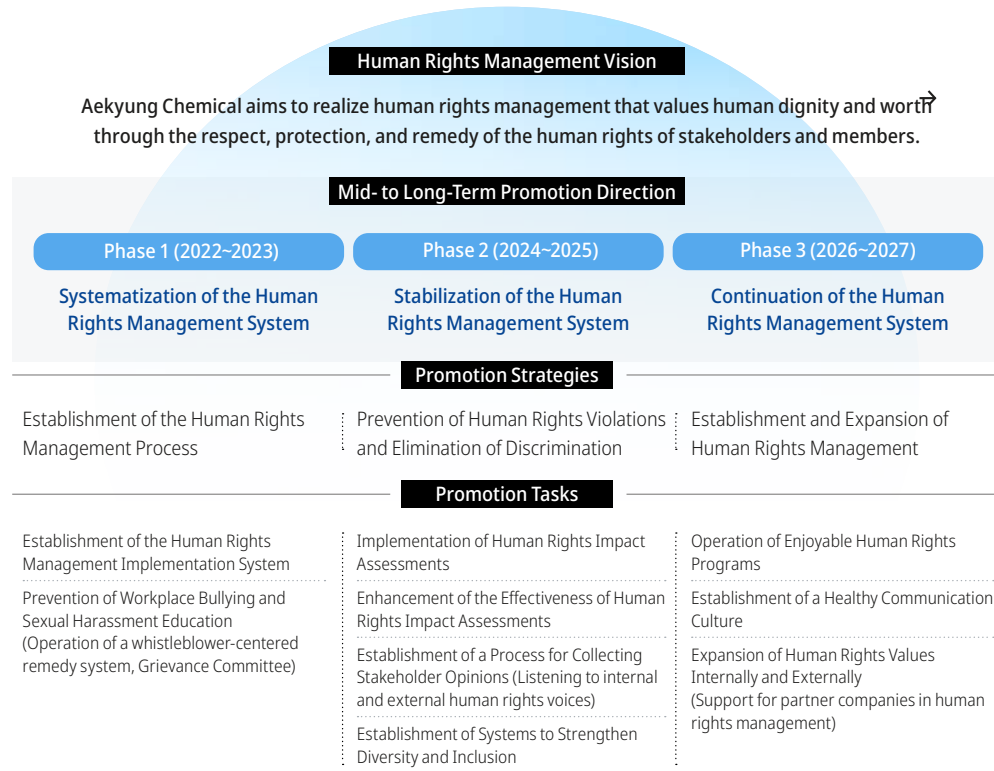 Human Rights Management Vision
Aekyung Chemical aims to realize human rights management that values human dignity and worth
through the respect, protection, and remedy of the human rights of stakeholders and members.
Mid- to Long-Term Promotion Direction
Phase 1 (2022~2023)
Systematization of the Human
Rights Management System
Phase 2 (2024~2025)
Stabilization of the Human
Rights Management System
Phase 3 (2026~2027)
Continuation of the Human
Rights Management System
Promotion Strategies
Establishment of the Human Rights
Management Process
Prevention of Human Rights Violations
and Elimination of Discrimination
Establishment and Expansion of
Human Rights Management
Promotion Tasks
Establishment of the Human Rights
Management Implementation System
Prevention of Workplace Bullying and
Sexual Harassment Education
(Operation of a whistleblower-centered
remedy system, Grievance Committee)
Implementation of Human Rights Impact
Assessments
Enhancement of the Effectiveness of Human
Rights Impact Assessments
Establishment of a Process for Collecting
Stakeholder Opinions (Listening to internal
and external human rights voices)
Establishment of Systems to Strengthen
Diversity and Inclusion
Operation of Enjoyable Human Rights
Programs
Establishment of a Healthy Communication
Culture
Expansion of Human Rights Values
Internally and Externally
(Support for partner companies in human
rights management)